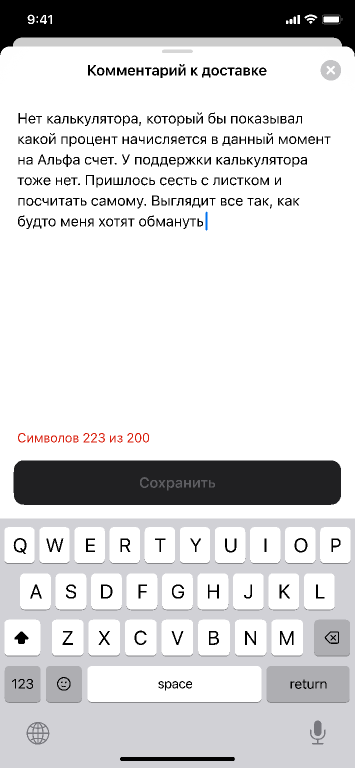 9:41
Комментарий к доставке
Нет калькулятора, который бы показывал
какой процент начисляется в данный момент
на Альфа счет. У поддержки калькулятора
тоже нет. Пришлось сесть с листком и
посчитать самому. Выглядит все так, как
будто меня хотят обмануть
Символов 223 из 200
Сохранить
Q W E R T Y U I O P
A S D F G H J K L
Z X C V B N M
123 space return